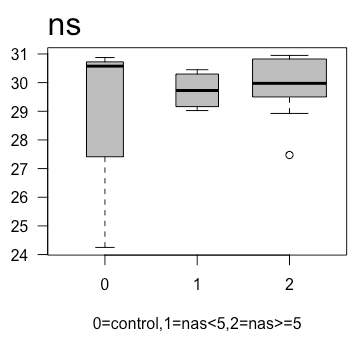 ns
31
30
29
28
27
26
25
24
0 1 2
0=control,1=nas<5,2=nas>=5